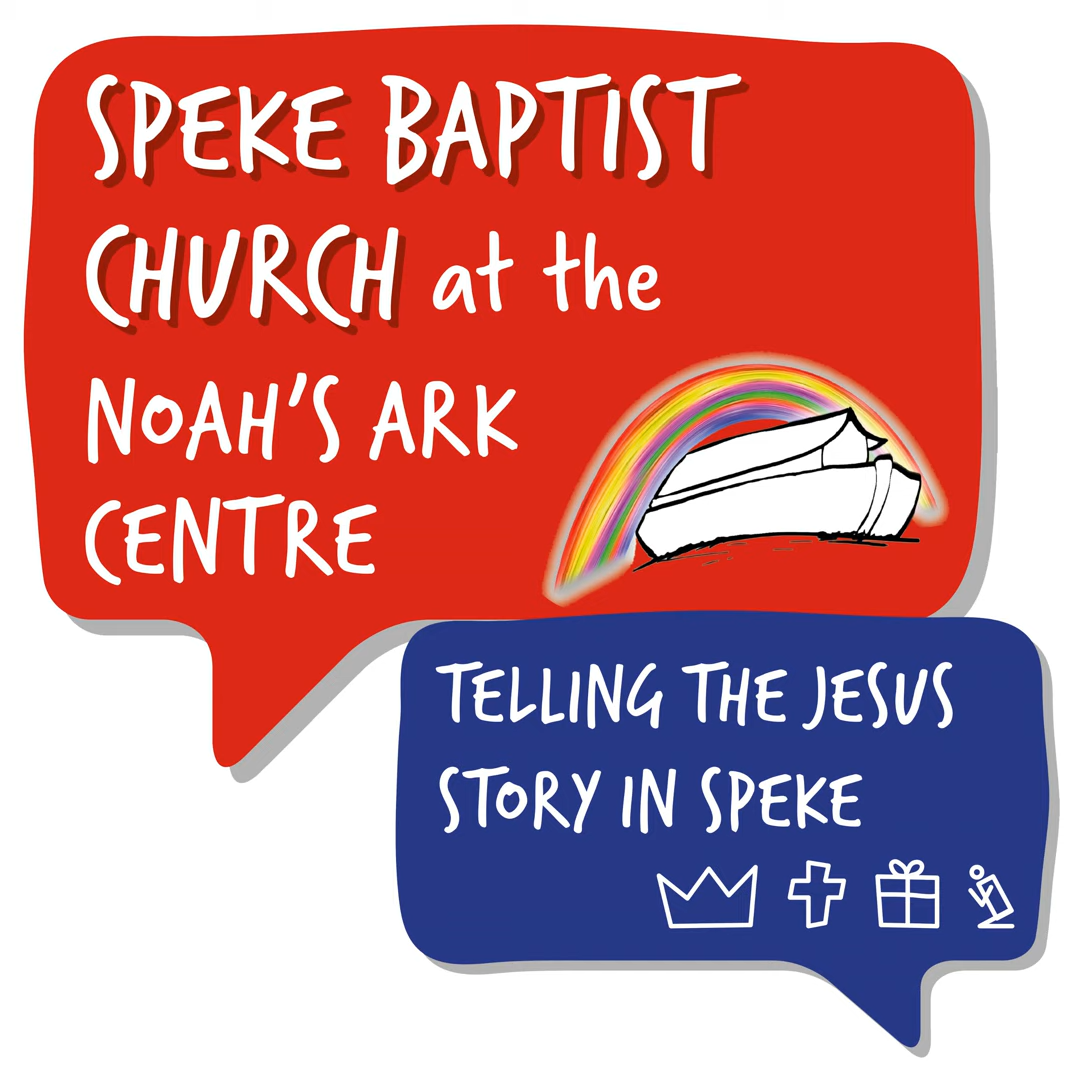 SPEKE BAPTIST
CHURCH at the
NOAH'S ARK
CENTRE
TELLING THE JESUS
STORY IN SPEKE